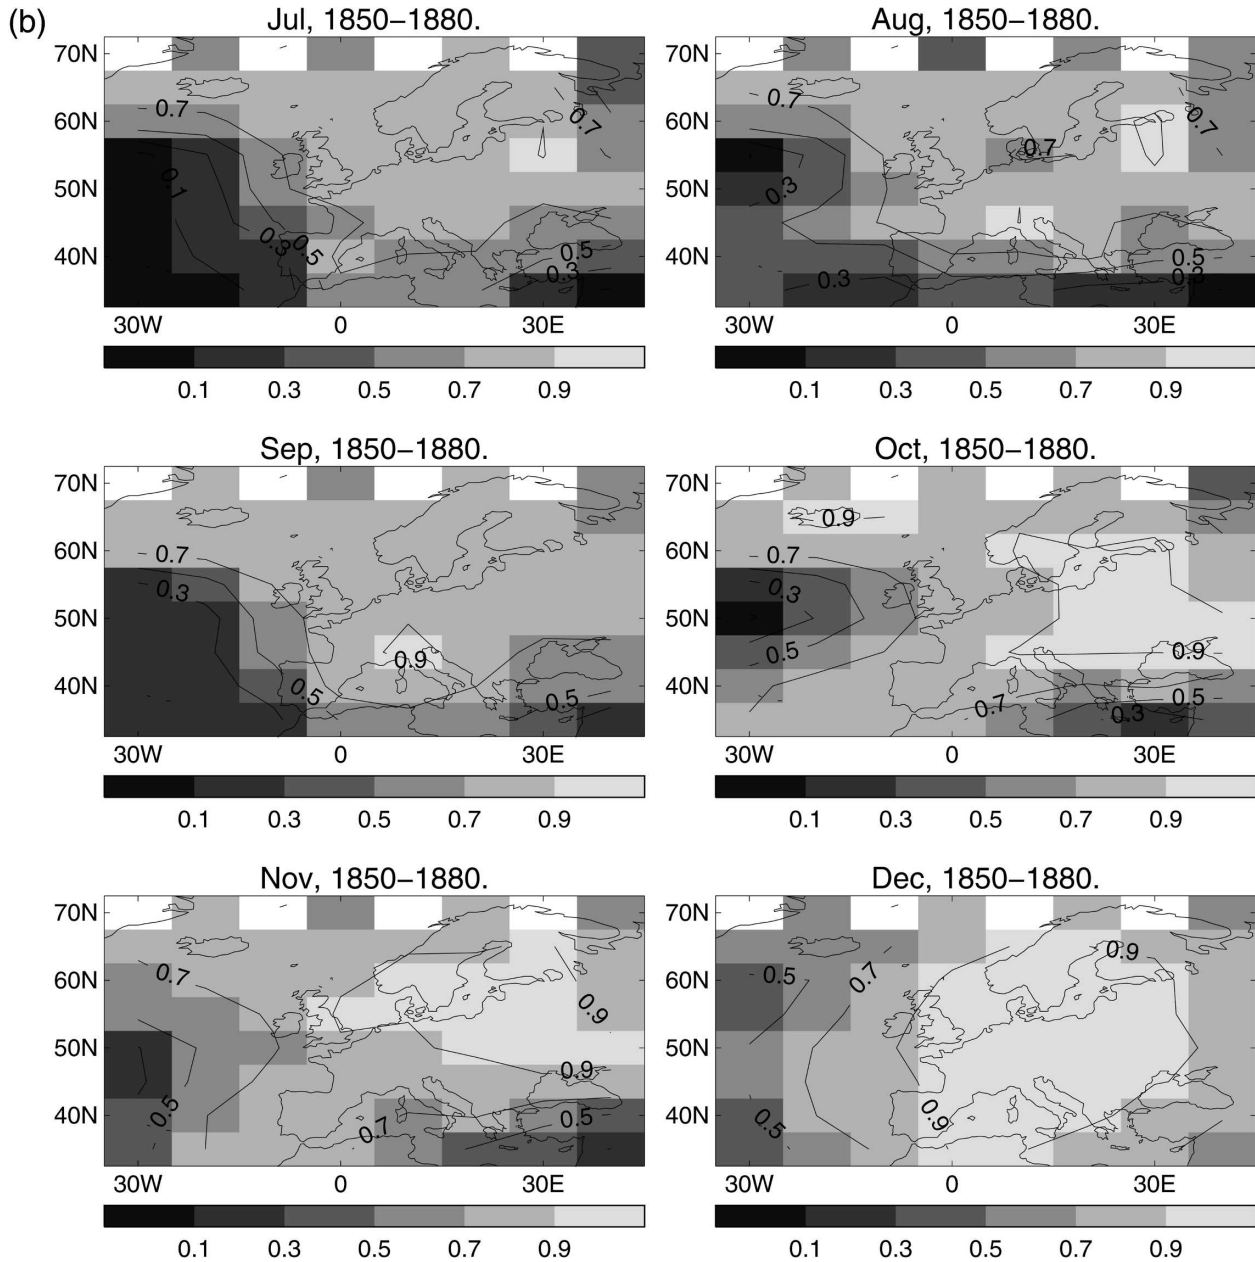 (b)
Jul, 1850−1880.
Aug, 1850−1880.
70N
60N
50N
40N
0.7
0.1
0.3
0.5
0.7
0.5
0.3
30W 0 30E
0.1 0.3 0.5 0.7 0.9
70N
60N
50N
40N
0.7
0.3
0.7
0.7
0.5
0.3
0.3
30W 0 30E
0.1 0.3 0.5 0.7 0.9
Sep, 1850−1880.
Oct, 1850−1880.
70N
60N
50N
40N
0.7
0.3
0.9
0.5
0.5
30W 0 30E
0.1 0.3 0.5 0.7 0.9
70N
60N
50N
40N
0.9
0.7
0.3
0.5
0.9
0.7
0.5
0.3
30W 0 30E
0.1 0.3 0.5 0.7 0.9
Nov, 1850−1880.
Dec, 1850−1880.
70N
60N
50N
40N
0.7
0.9
0.9
0.5
0.7
0.5
30W 0 30E
0.1 0.3 0.5 0.7 0.9
70N
60N
50N
40N
0.9
0.5
0.7
0.9
0.5
30W 0 30E
0.1 0.3 0.5 0.7 0.9